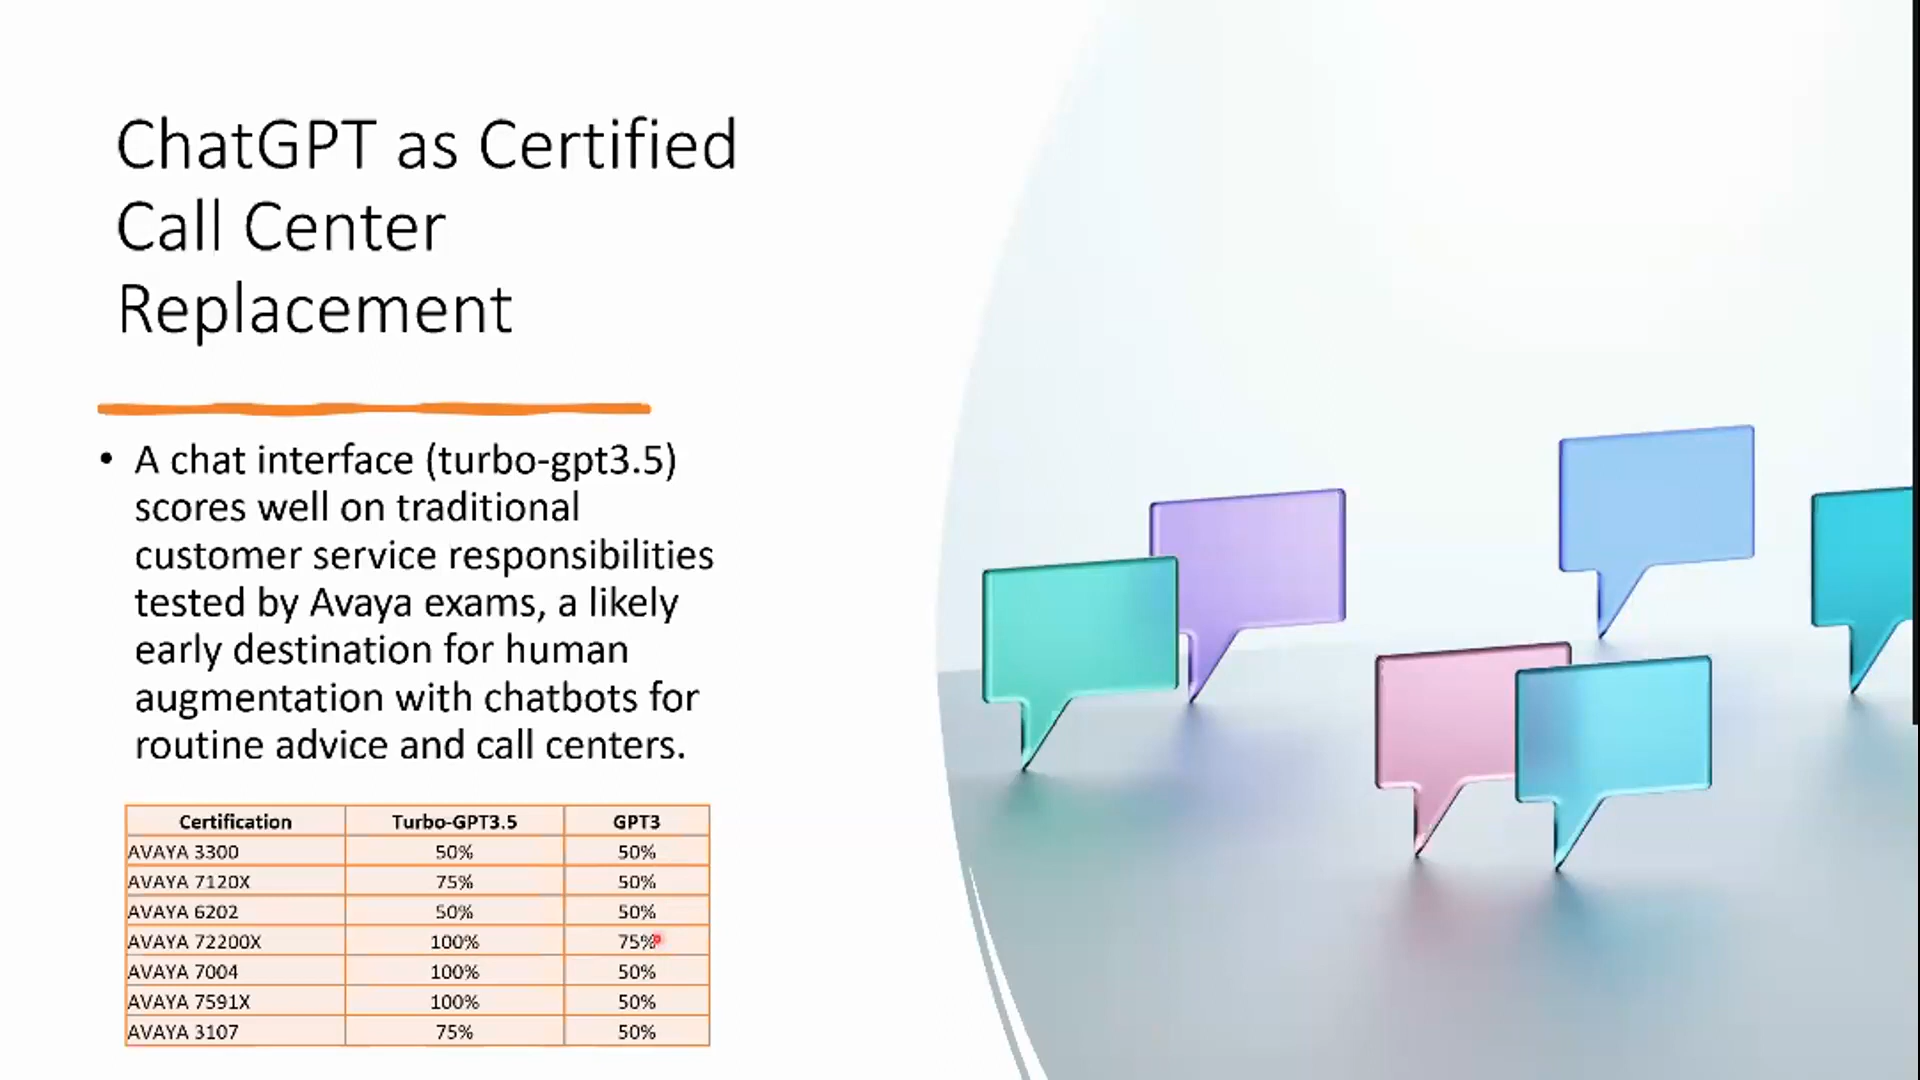 ChatGPT as Certified
Call Center
Replacement
• A chat interface (turbo-gpt3.5)
scores well on traditional
customer service responsibilities
tested by Avaya exams, a likely
early destination for human
augmentation with chatbots for
routine advice and call centers.
Certification Turbo-GPT3.5 GPT3
AVAYA 3300 50% 50%
AVAYA 7120X 75% 50%
AVAYA 6202 50% 50%
AVAYA 72200X 100% 75%
AVAYA 7004 100% 50%
AVAYA 7591X 100% 50%
AVAYA 3107 75% 50%